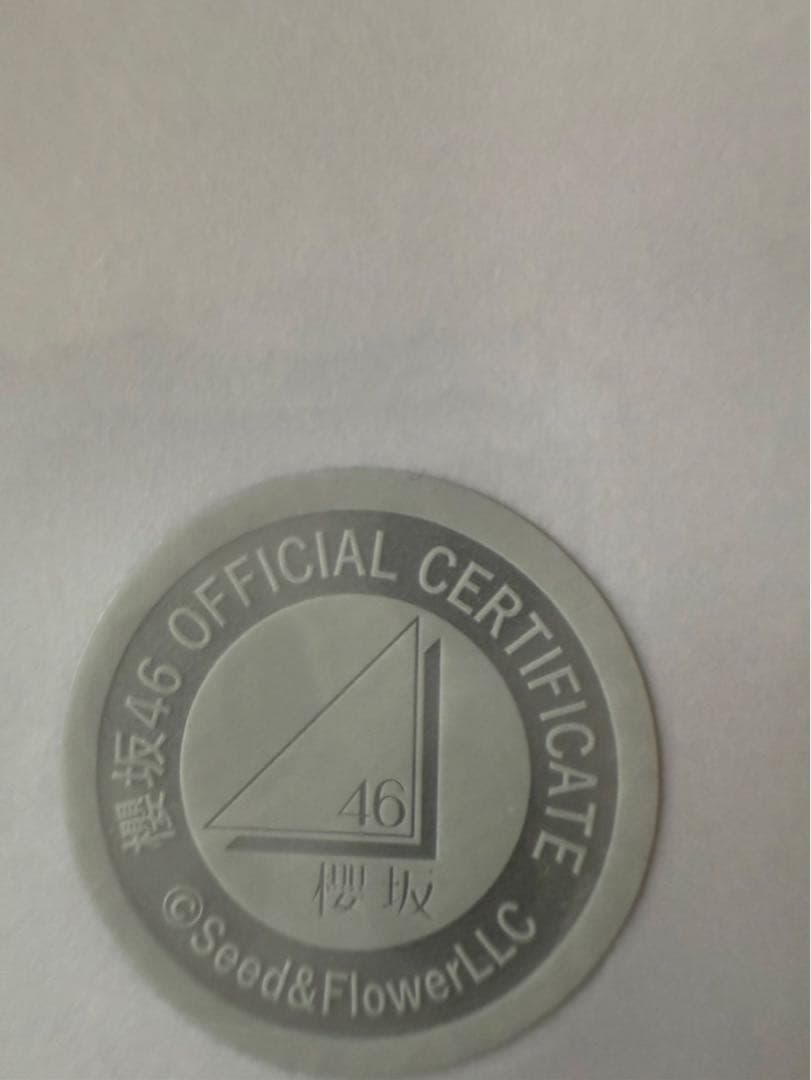 櫻坂46 OFFICIAL CERTIFICATE
46
櫻坂
©Seed&FlowerLLC